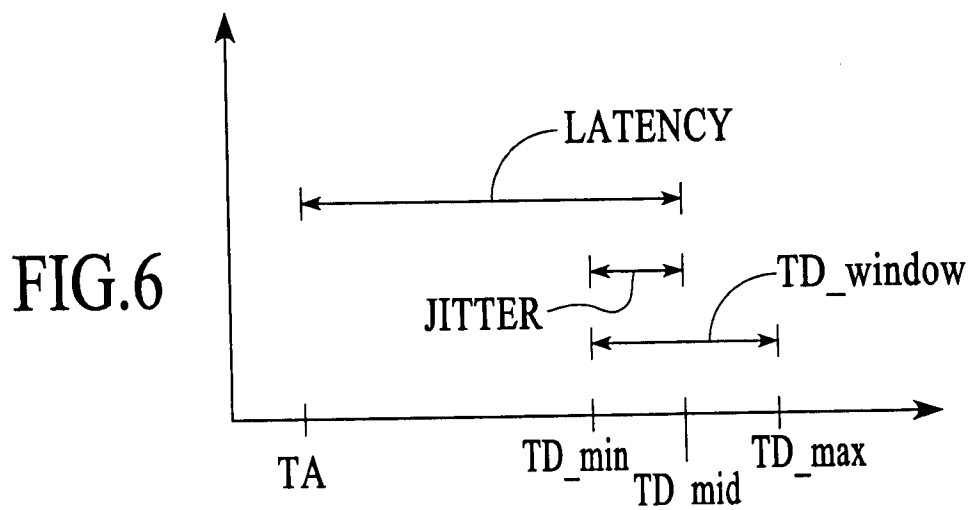 LATENCY
FIG.6
TD_window
JITTER
TA
TD_min
TD_mid
TD_max